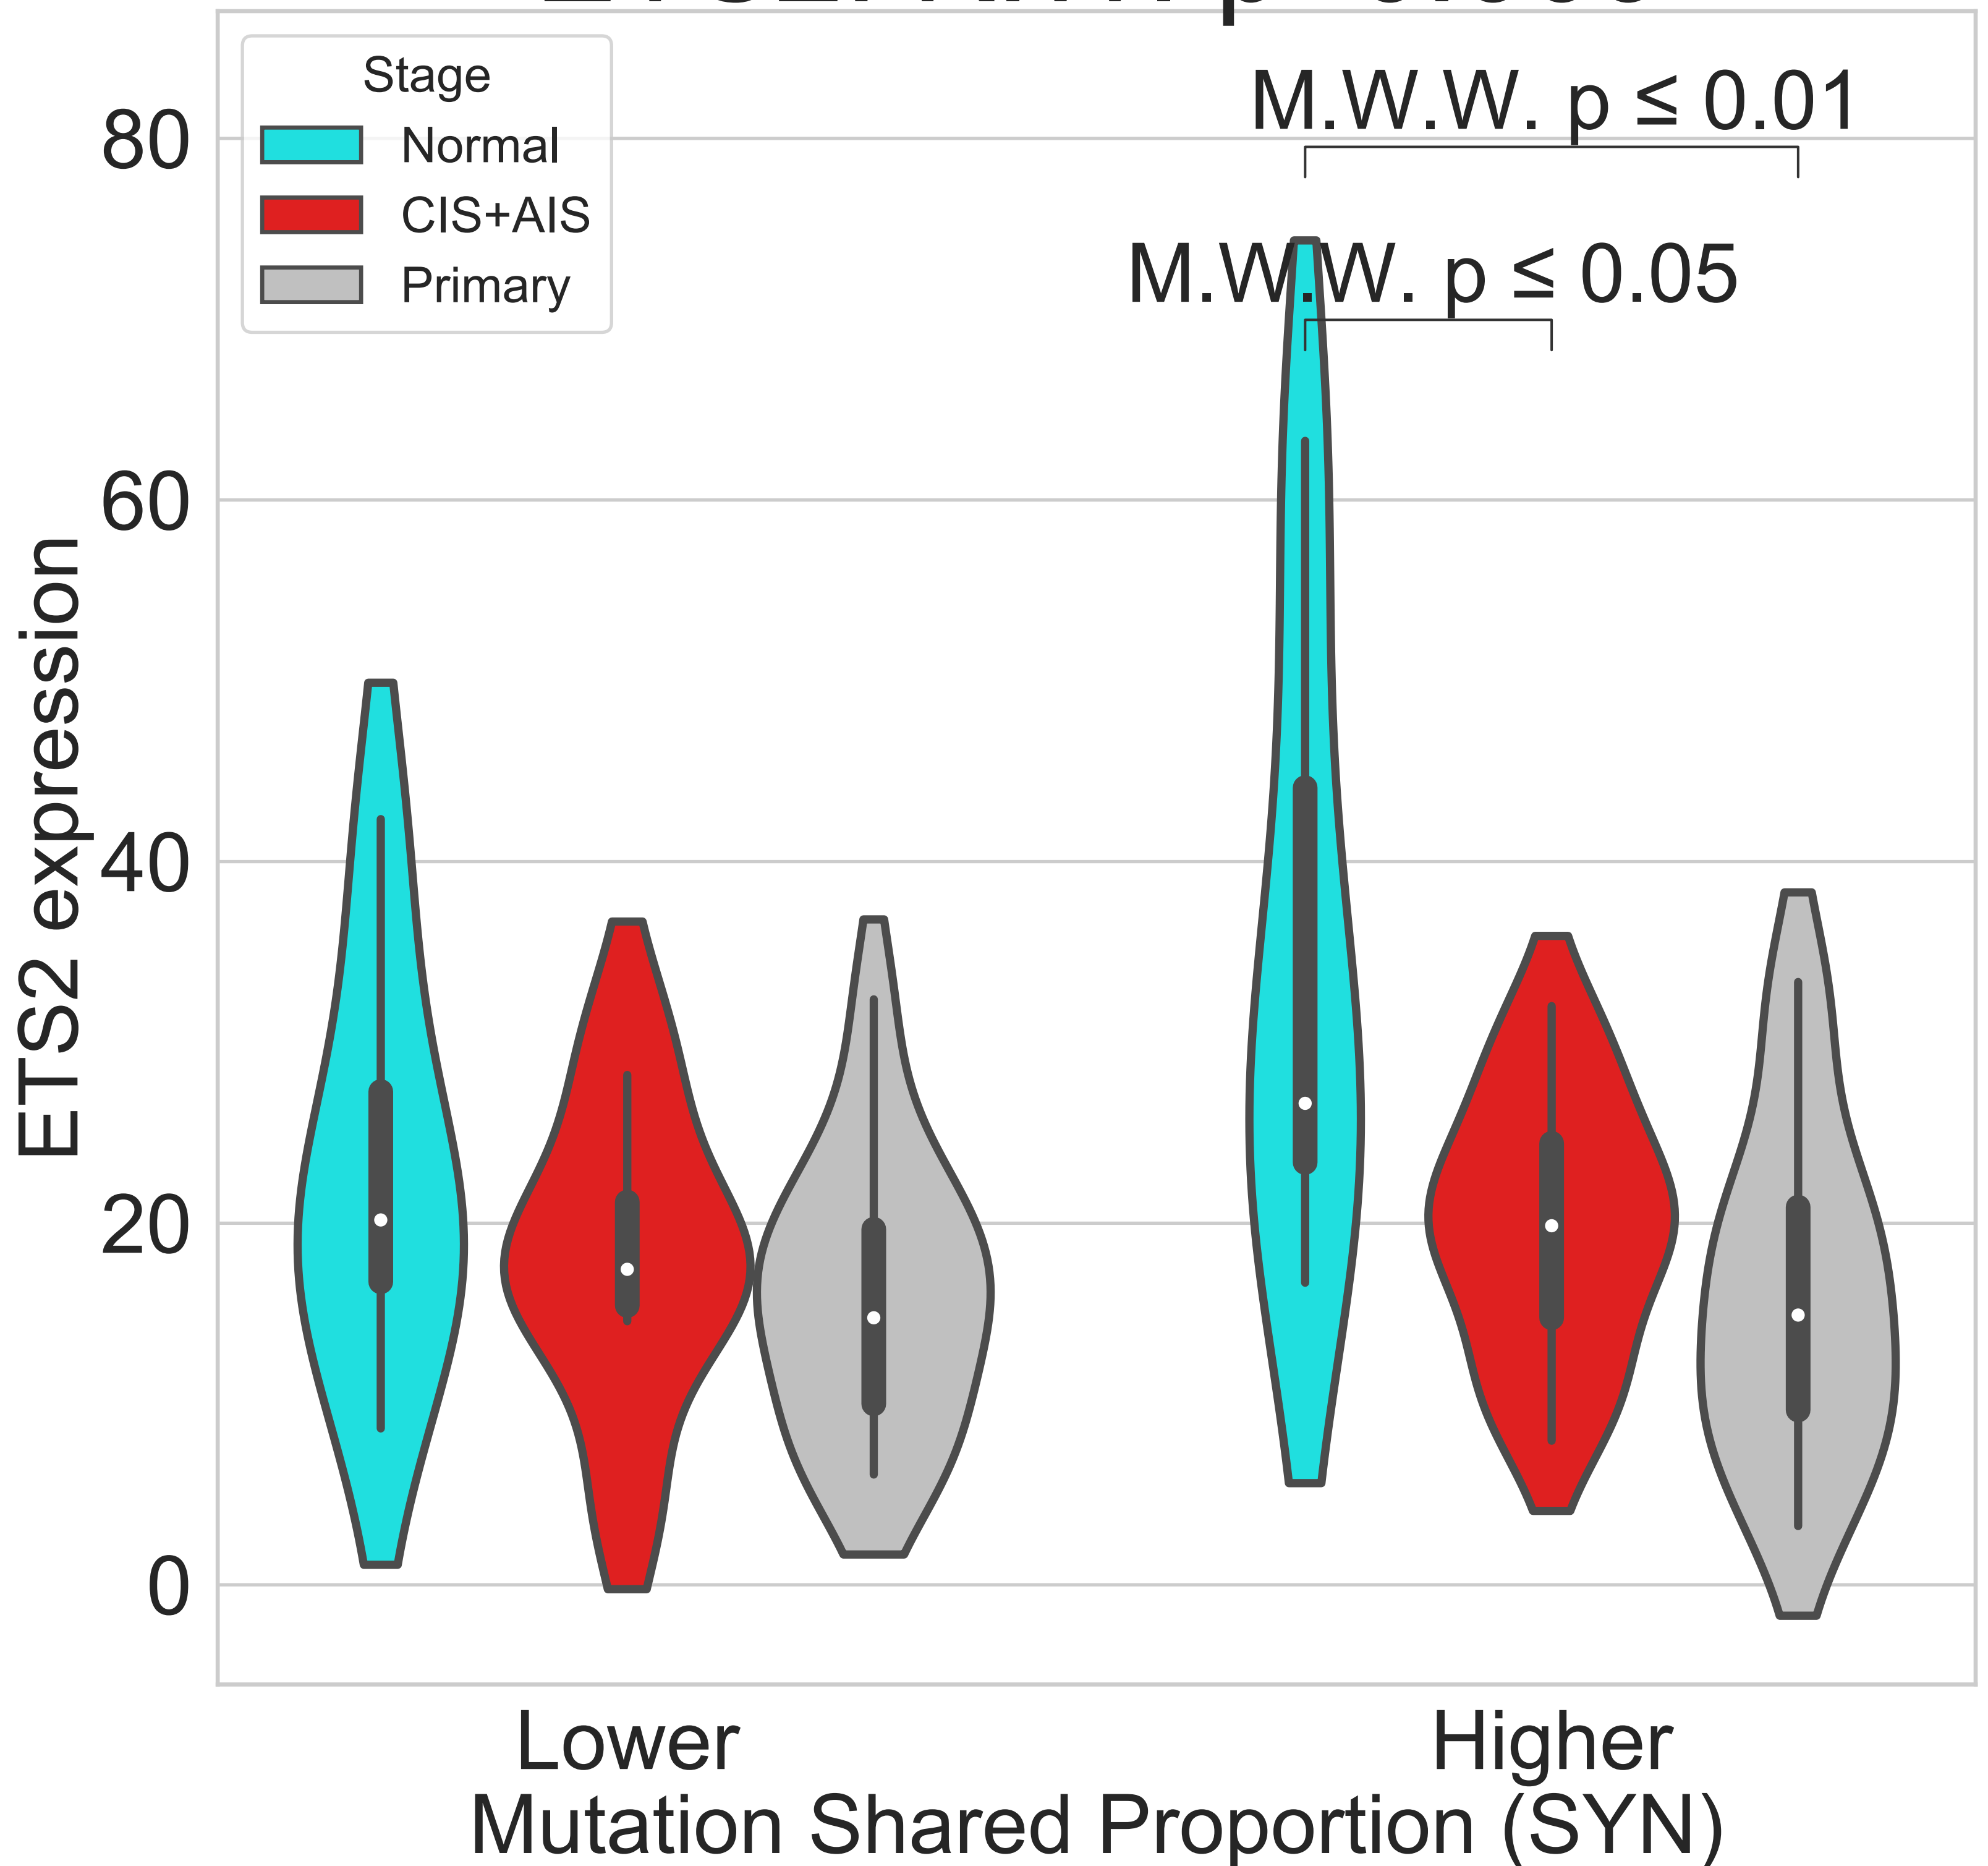 Stage
Normal
CIS+AIS
Primary
M.W.W. p ≤ 0.01
M.W.W. p ≤ 0.05
80
60
40
20
0
ETS2 expression
Lower
Higher
Mutation Shared Proportion (SYN)